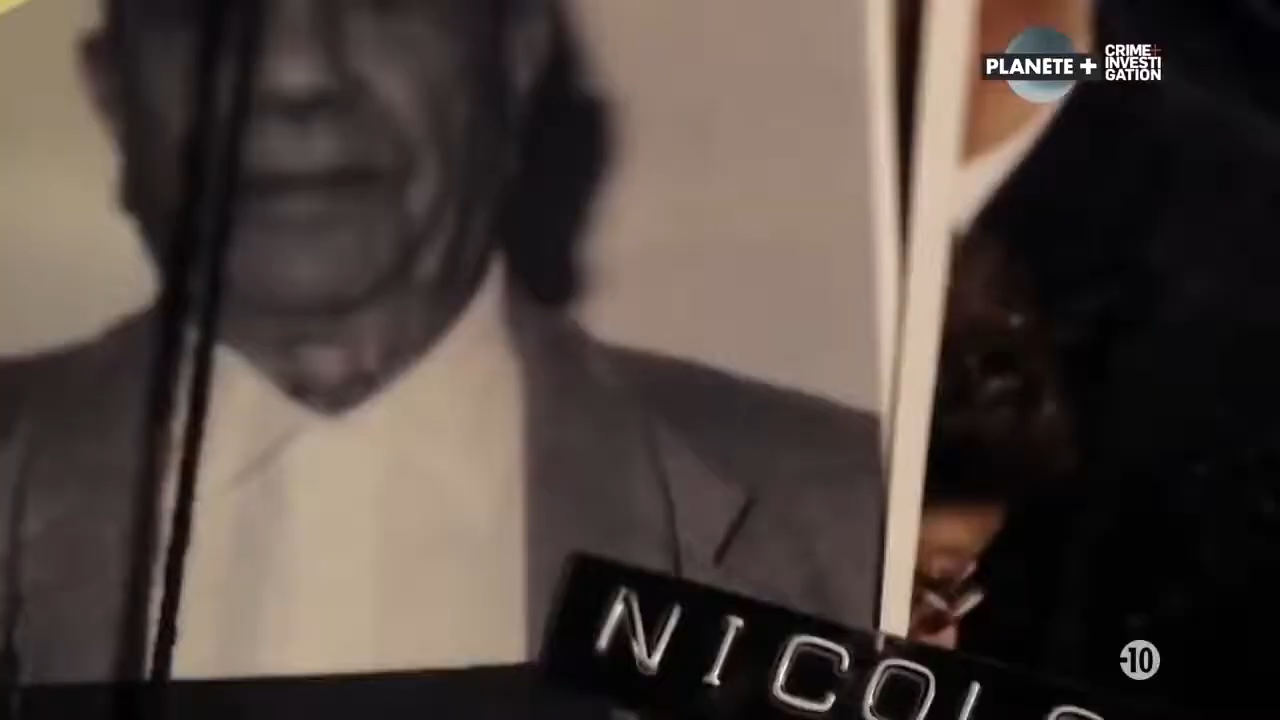 PLANETE +
CRIME+
INVESTI
GATION
NICOL
-10